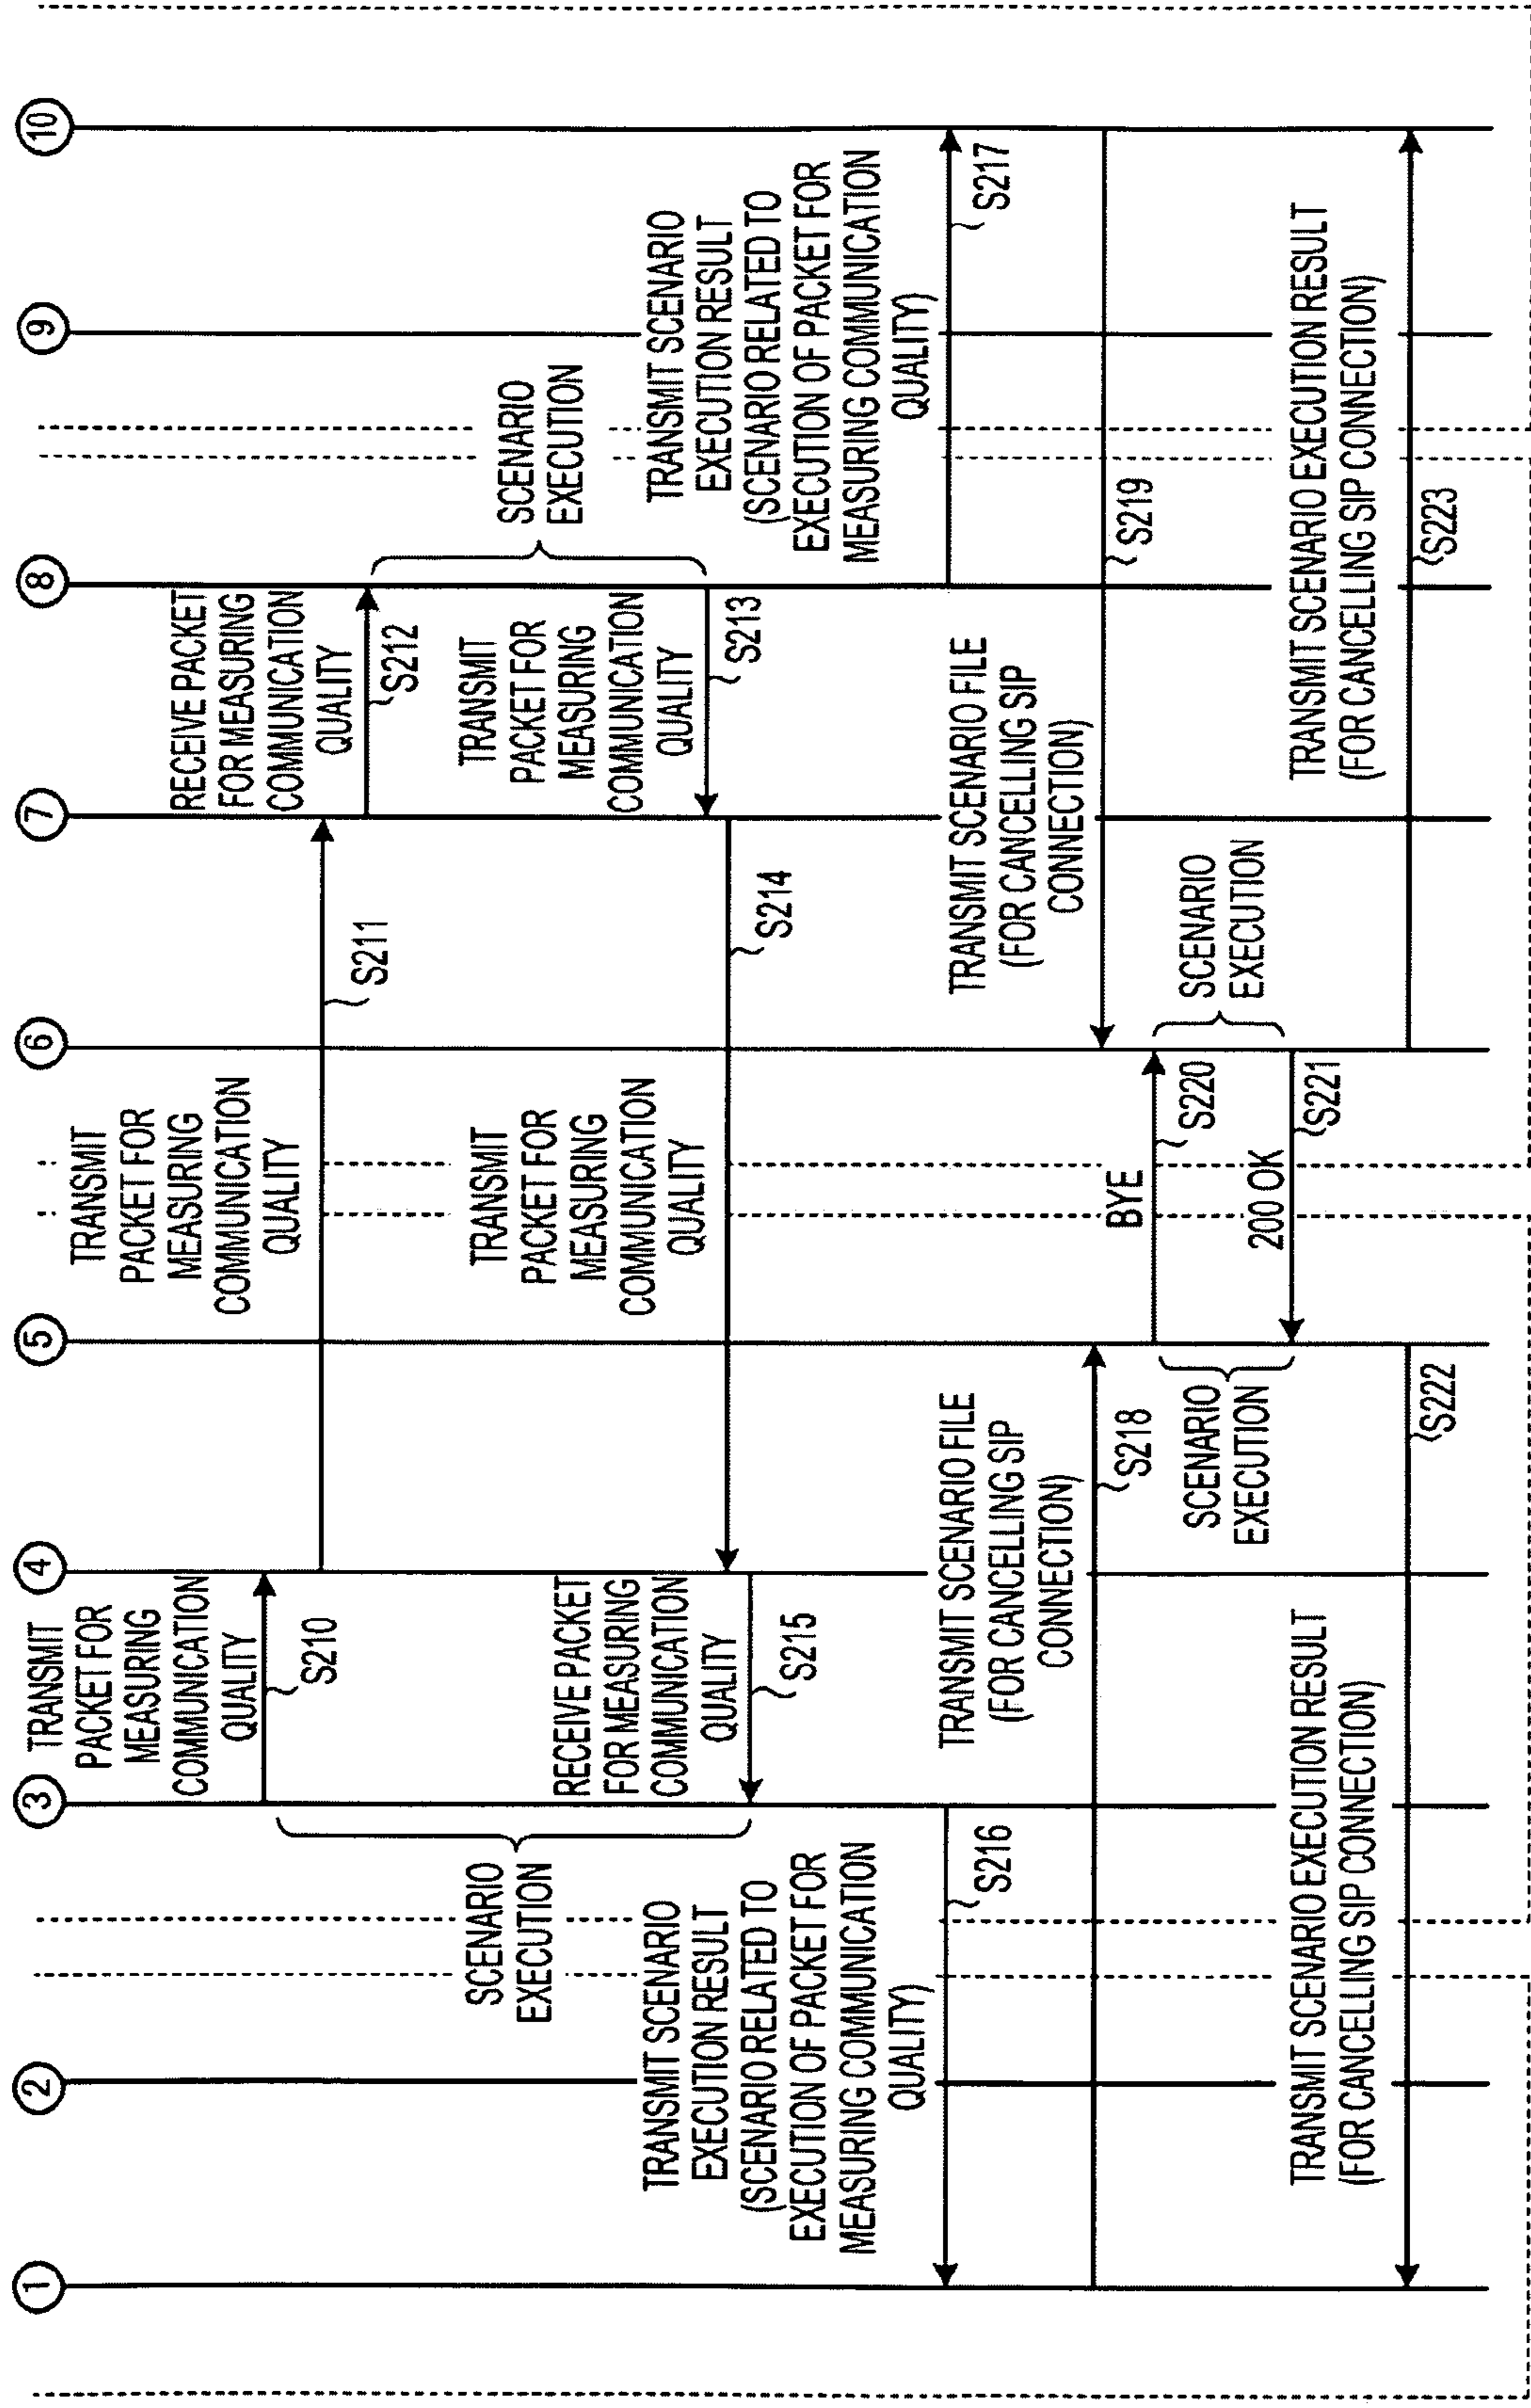 1
2
3
4
5
6
7
8
9
10
TRANSMIT
PACKET FOR
MEASURING
COMMUNICATION
QUALITY
S210
TRANSMIT
PACKET FOR
MEASURING
COMMUNICATION
QUALITY
S211
RECEIVE PACKET
FOR MEASURING
COMMUNICATION
QUALITY
S212
SCENARIO
EXECUTION
SCENARIO
EXECUTION
TRANSMIT
PACKET FOR
MEASURING
COMMUNICATION
QUALITY
S213
TRANSMIT
PACKET FOR
MEASURING
COMMUNICATION
QUALITY
S214
RECEIVE PACKET
FOR MEASURING
COMMUNICATION
QUALITY
S215
TRANSMIT SCENARIO
EXECUTION RESULT
(SCENARIO RELATED TO
EXECUTION OF PACKET FOR
MEASURING COMMUNICATION
QUALITY)
S216
TRANSMIT SCENARIO
EXECUTION RESULT
(SCENARIO RELATED TO
EXECUTION OF PACKET FOR
MEASURING COMMUNICATION
QUALITY)
S217
TRANSMIT SCENARIO FILE
(FOR CANCELLING SIP
CONNECTION)
S218
TRANSMIT SCENARIO FILE
(FOR CANCELLING SIP
CONNECTION)
S219
BYE
S220
SCENARIO
EXECUTION
SCENARIO
EXECUTION
200 OK
S221
TRANSMIT SCENARIO EXECUTION RESULT
(FOR CANCELLING SIP CONNECTION)
S222
TRANSMIT SCENARIO EXECUTION RESULT
(FOR CANCELLING SIP CONNECTION)
S223